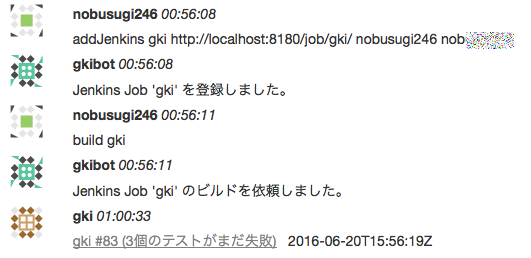 nobusugi246 00:56:08
addJenkins gki http://localhost:8180/job/gki/ nobusugi246 nob
gkibot 00:56:08
Jenkins Job 'gki' を登録しました。
nobusugi246 00:56:11
build gki
gkibot 00:56:11
Jenkins Job 'gki' のビルドを依頼しました。
gki 01:00:33
gki #83 (3個のテストがまだ失敗) 2016-06-20T15:56:19Z